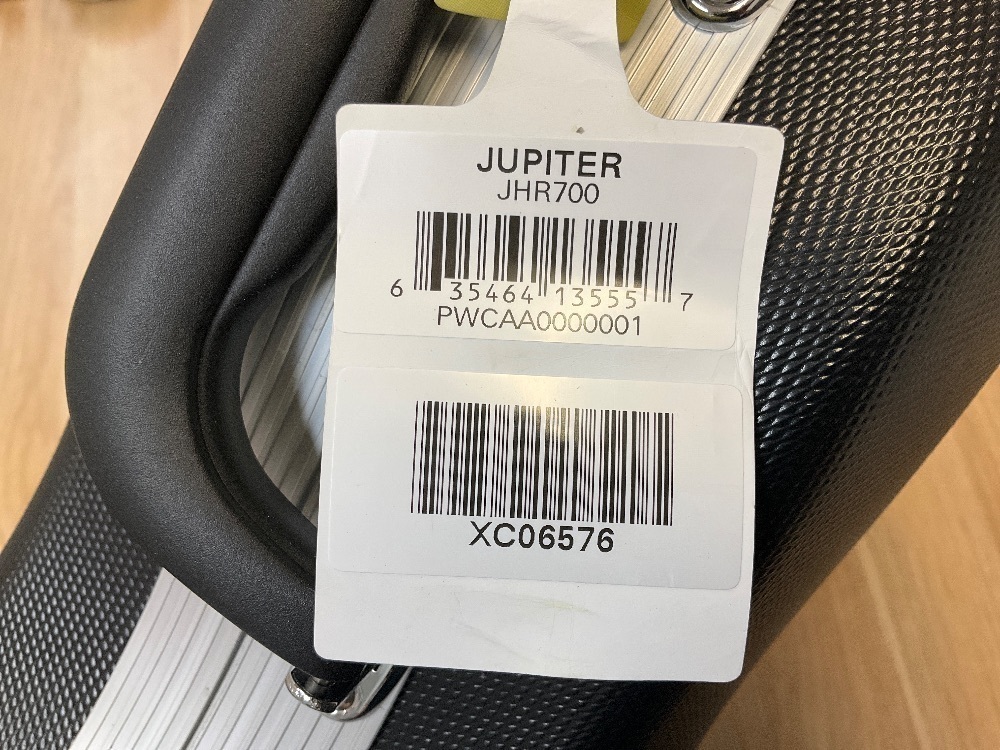 JUPITER
JHR700
6 35464 13555 7
PWCAA0000001
XC06576